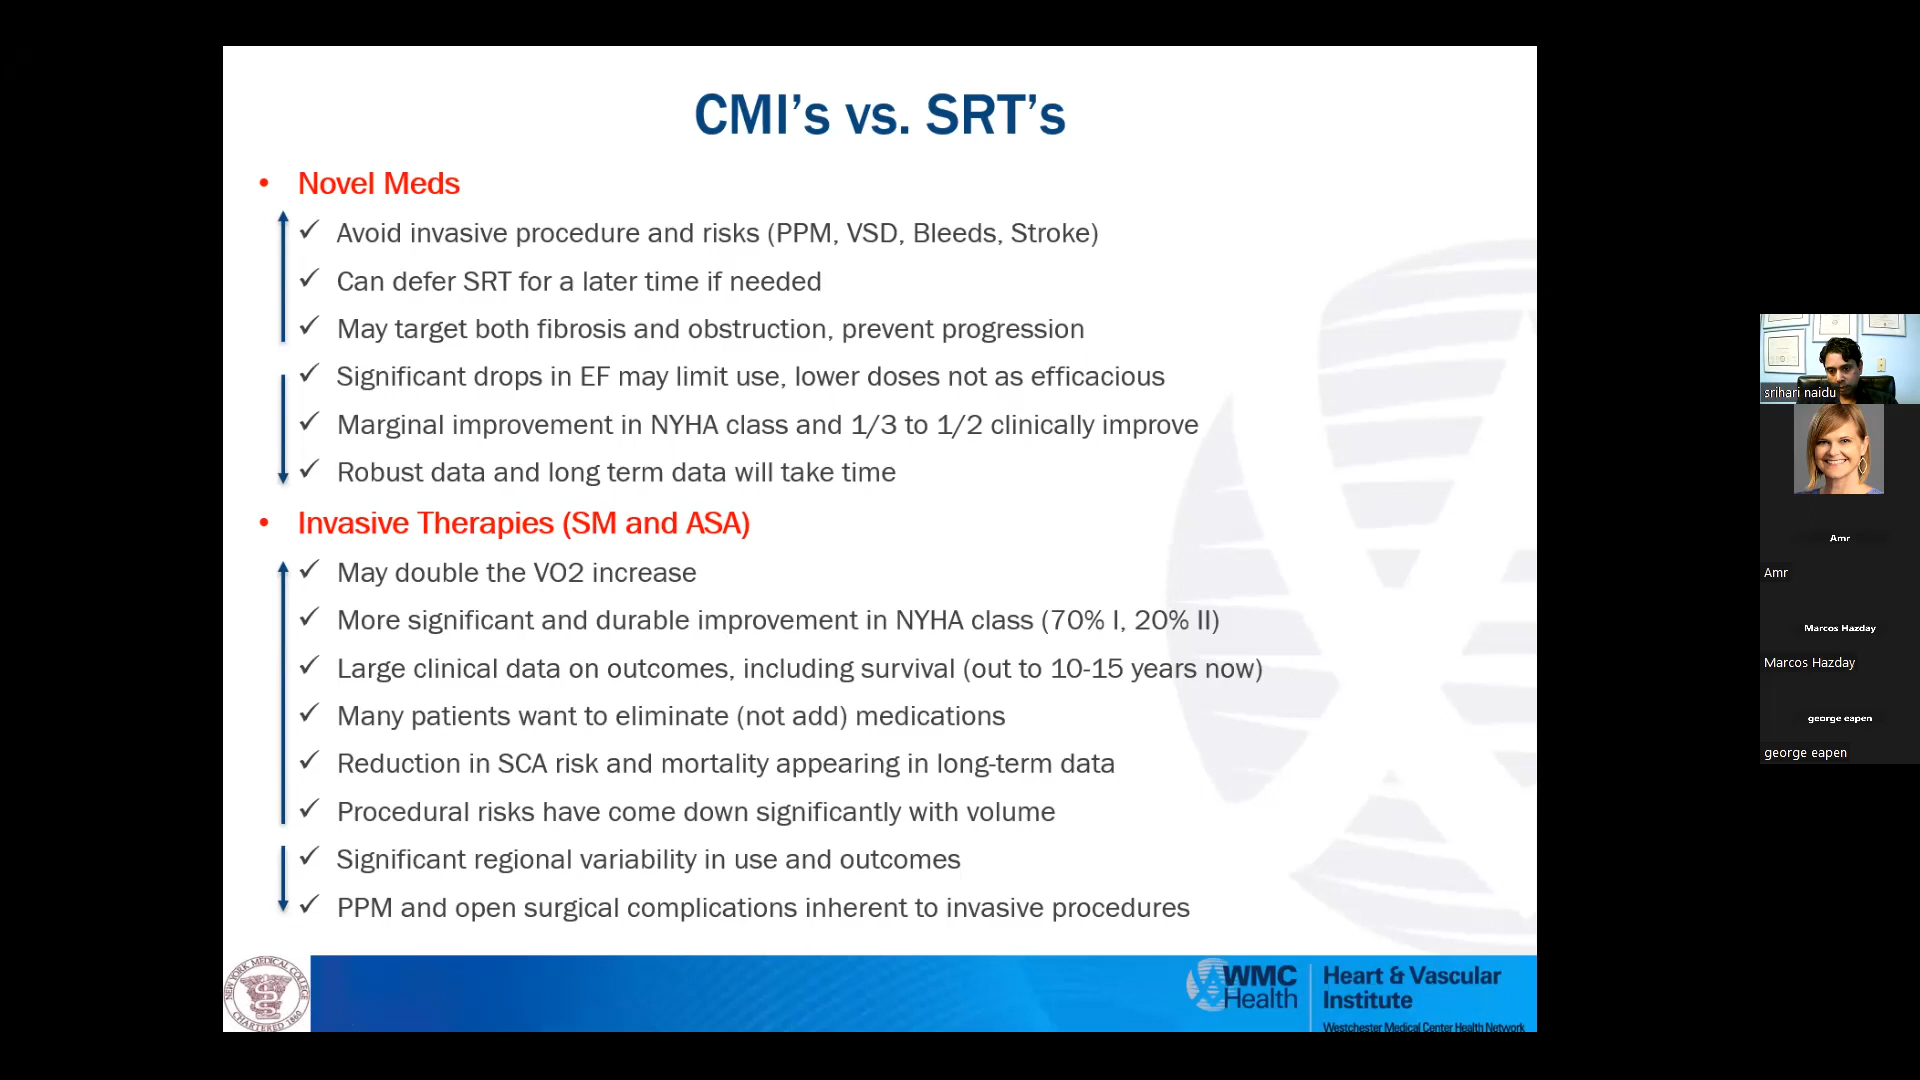 CMI's vs. SRT's
• Novel Meds
✓ Avoid invasive procedure and risks (PPM, VSD, Bleeds, Stroke)
✓ Can defer SRT for a later time if needed
✓ May target both fibrosis and obstruction, prevent progression
✓ Significant drops in EF may limit use, lower doses not as efficacious
✓ Marginal improvement in NYHA class and 1/3 to 1/2 clinically improve
✓ Robust data and long term data will take time
• Invasive Therapies (SM and ASA)
✓ May double the VO2 increase
✓ More significant and durable improvement in NYHA class (70% I, 20% II)
✓ Large clinical data on outcomes, including survival (out to 10-15 years now)
✓ Many patients want to eliminate (not add) medications
✓ Reduction in SCA risk and mortality appearing in long-term data
✓ Procedural risks have come down significantly with volume
✓ Significant regional variability in use and outcomes
✓ PPM and open surgical complications inherent to invasive procedures
NEW YORK MEDICAL COLLEGE
CHARTERED 1860
WMC
Health
Heart & Vascular
Institute
Westchester Medical Center Health Network
srihari naidu
Amr
Amr
Marcos Hazday
Marcos Hazday
george eapen
george eapen